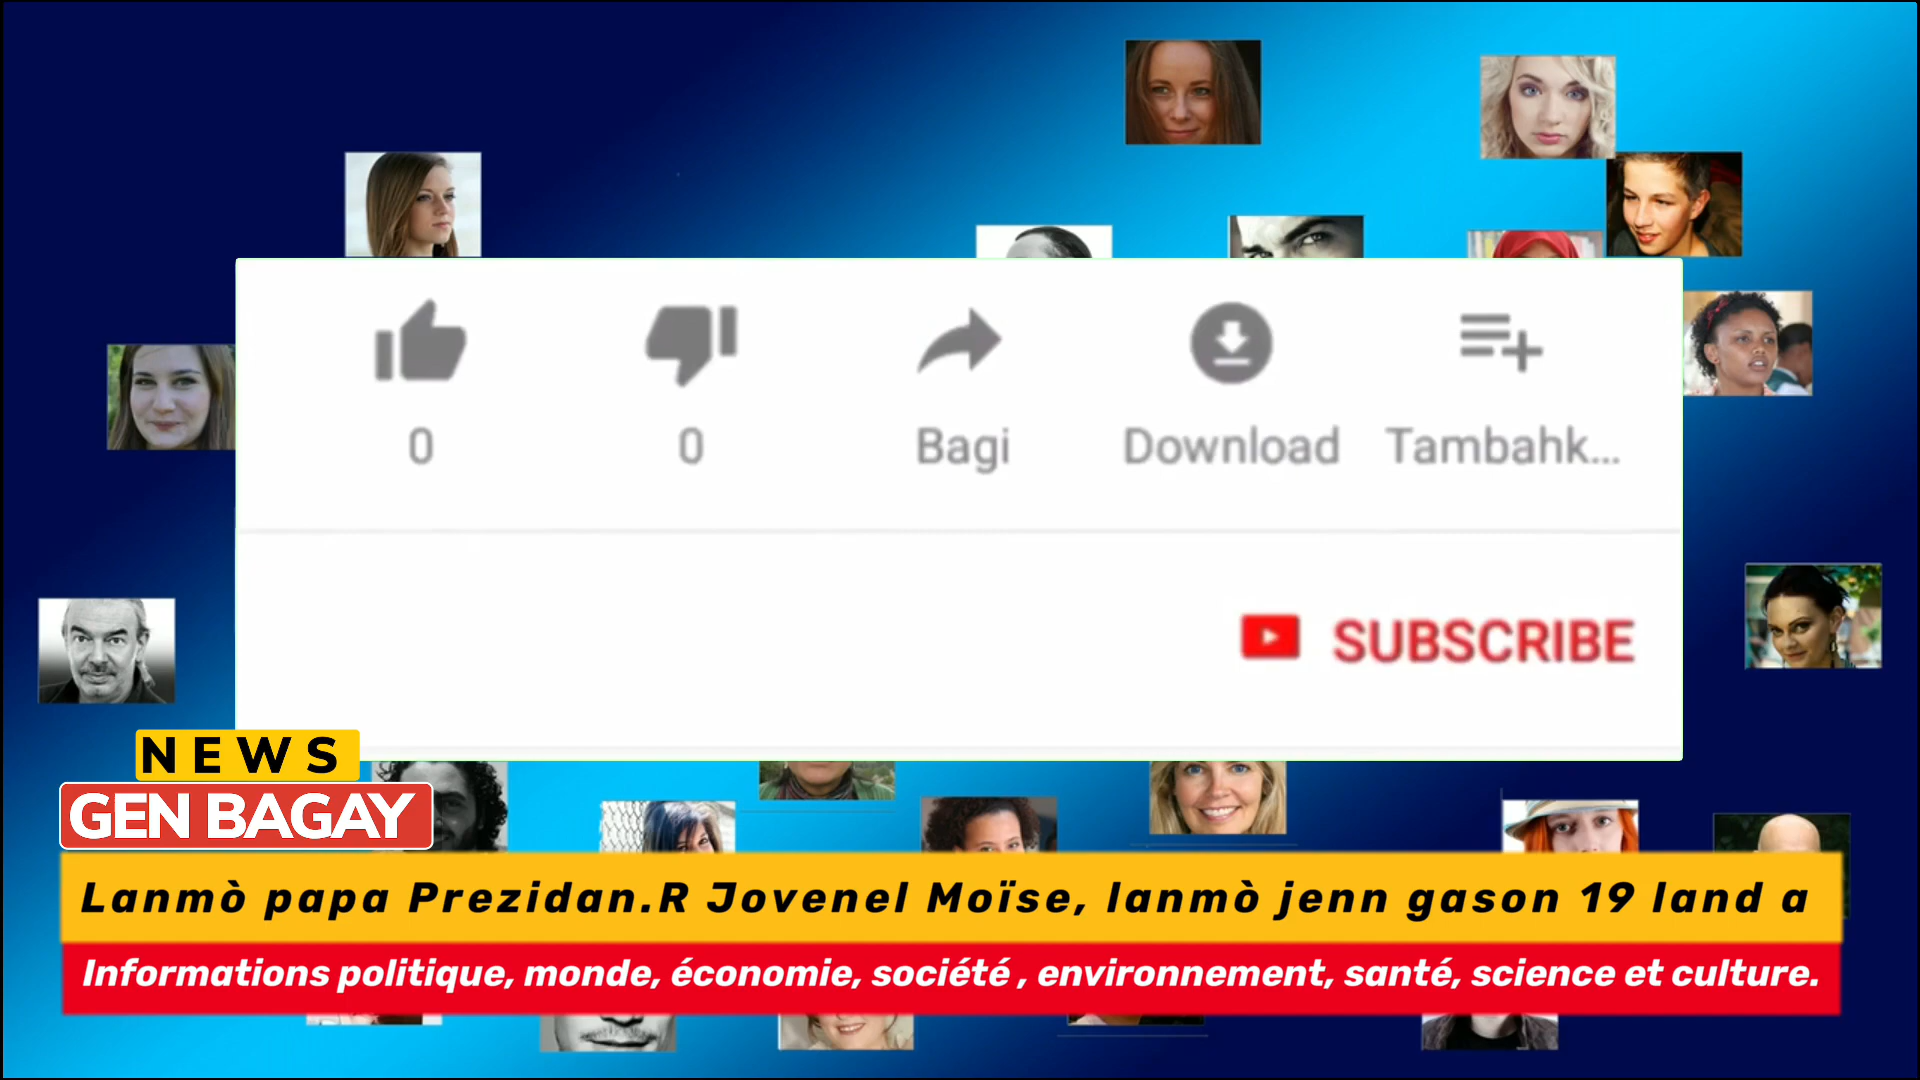 0
0
Bagi
Download
Tambahk...
SUBSCRIBE
NEWS
GEN BAGAY
Lanmò papa Prezidan.R Jovenel Moïse, lanmò jenn gason 19 land a
Informations politique, monde, économie, société , environnement, santé, science et culture.